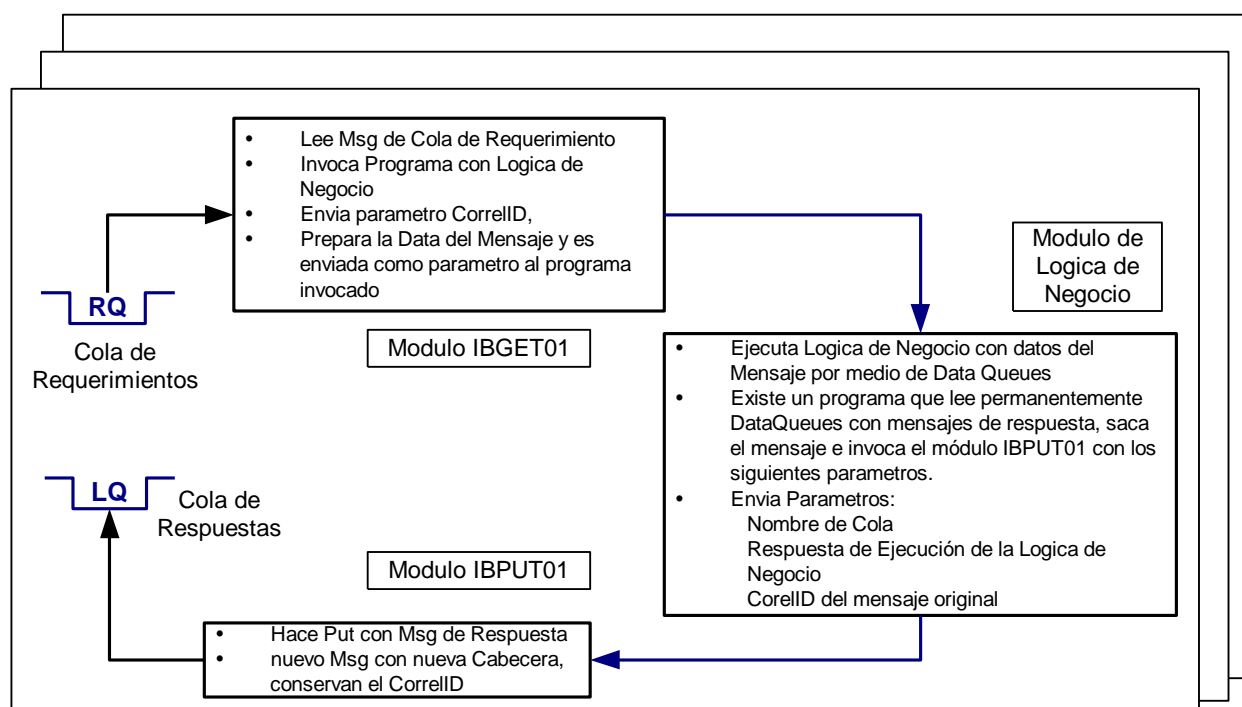 • Lee Msg de Cola de Requerimiento
• Invoca Programa con Logica de
Negocio
• Envia parametro CorrelID,
• Prepara la Data del Mensaje y es
enviada como parametro al programa
invocado
Modulo de
Logica de
Negocio
RQ
Cola de
Requerimientos
Modulo IBGET01
• Ejecuta Logica de Negocio con datos del
Mensaje por medio de Data Queues
• Existe un programa que lee permanentemente
DataQueues con mensajes de respuesta, saca
el mensaje e invoca el módulo IBPUT01 con los
siguientes parametros.
• Envia Parametros:
Nombre de Cola
Respuesta de Ejecución de la Logica de
Negocio
CorelID del mensaje original
LQ
Cola de
Respuestas
Modulo IBPUT01
• Hace Put con Msg de Respuesta
• nuevo Msg con nueva Cabecera,
conservan el CorrelID